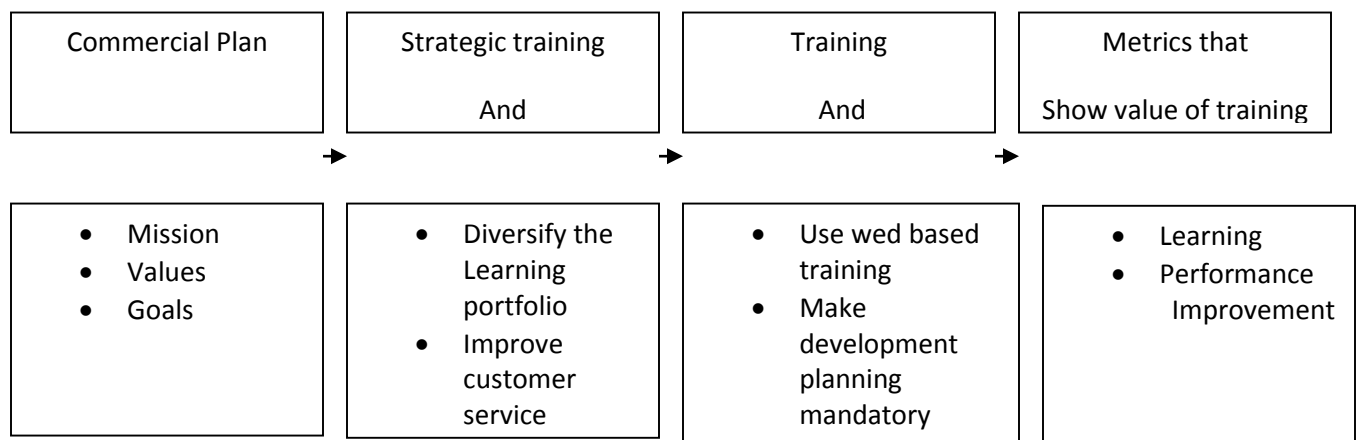 Commercial Plan
Strategic training
And
Training
And
Metrics that
Show value of training
• Mission
• Values
• Goals
• Diversify the
Learning
portfolio
• Improve
customer
service
• Use wed based
training
• Make
development
planning
mandatory
• Learning
• Performance
Improvement